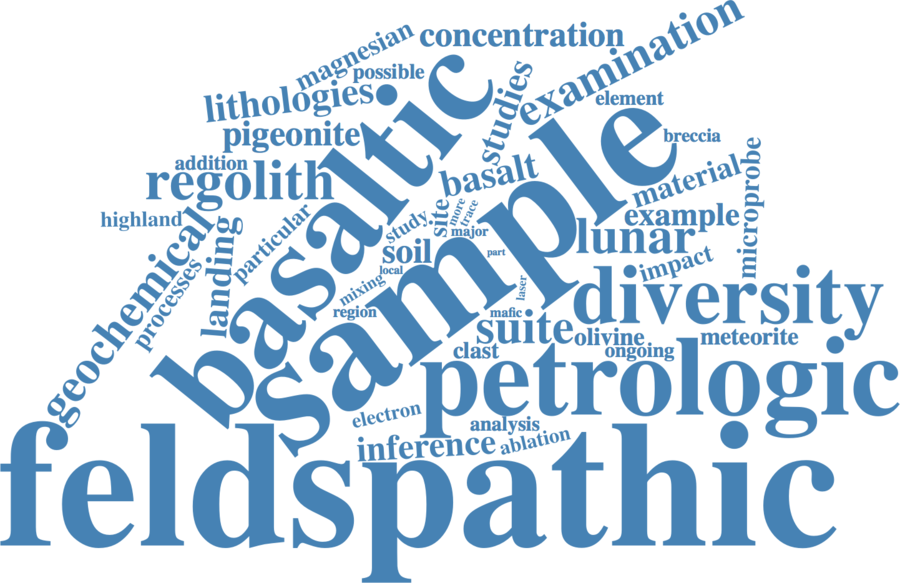 magnesian
concentration
examination
possible
lithologies
studies
element
basaltic
pigeonite
sample
breccia
addition
regolith
basalt
material
microprobe
highland
particular
study
site
more
trace
major
example
lunar
geochemical
processes
landing
soil
local
part
impact
mixing
laser
diversity
region
mafic
suite
olivine
meteorite
clast
ongoing
petrologic
electron
analysis
inference
ablation
feldspathic